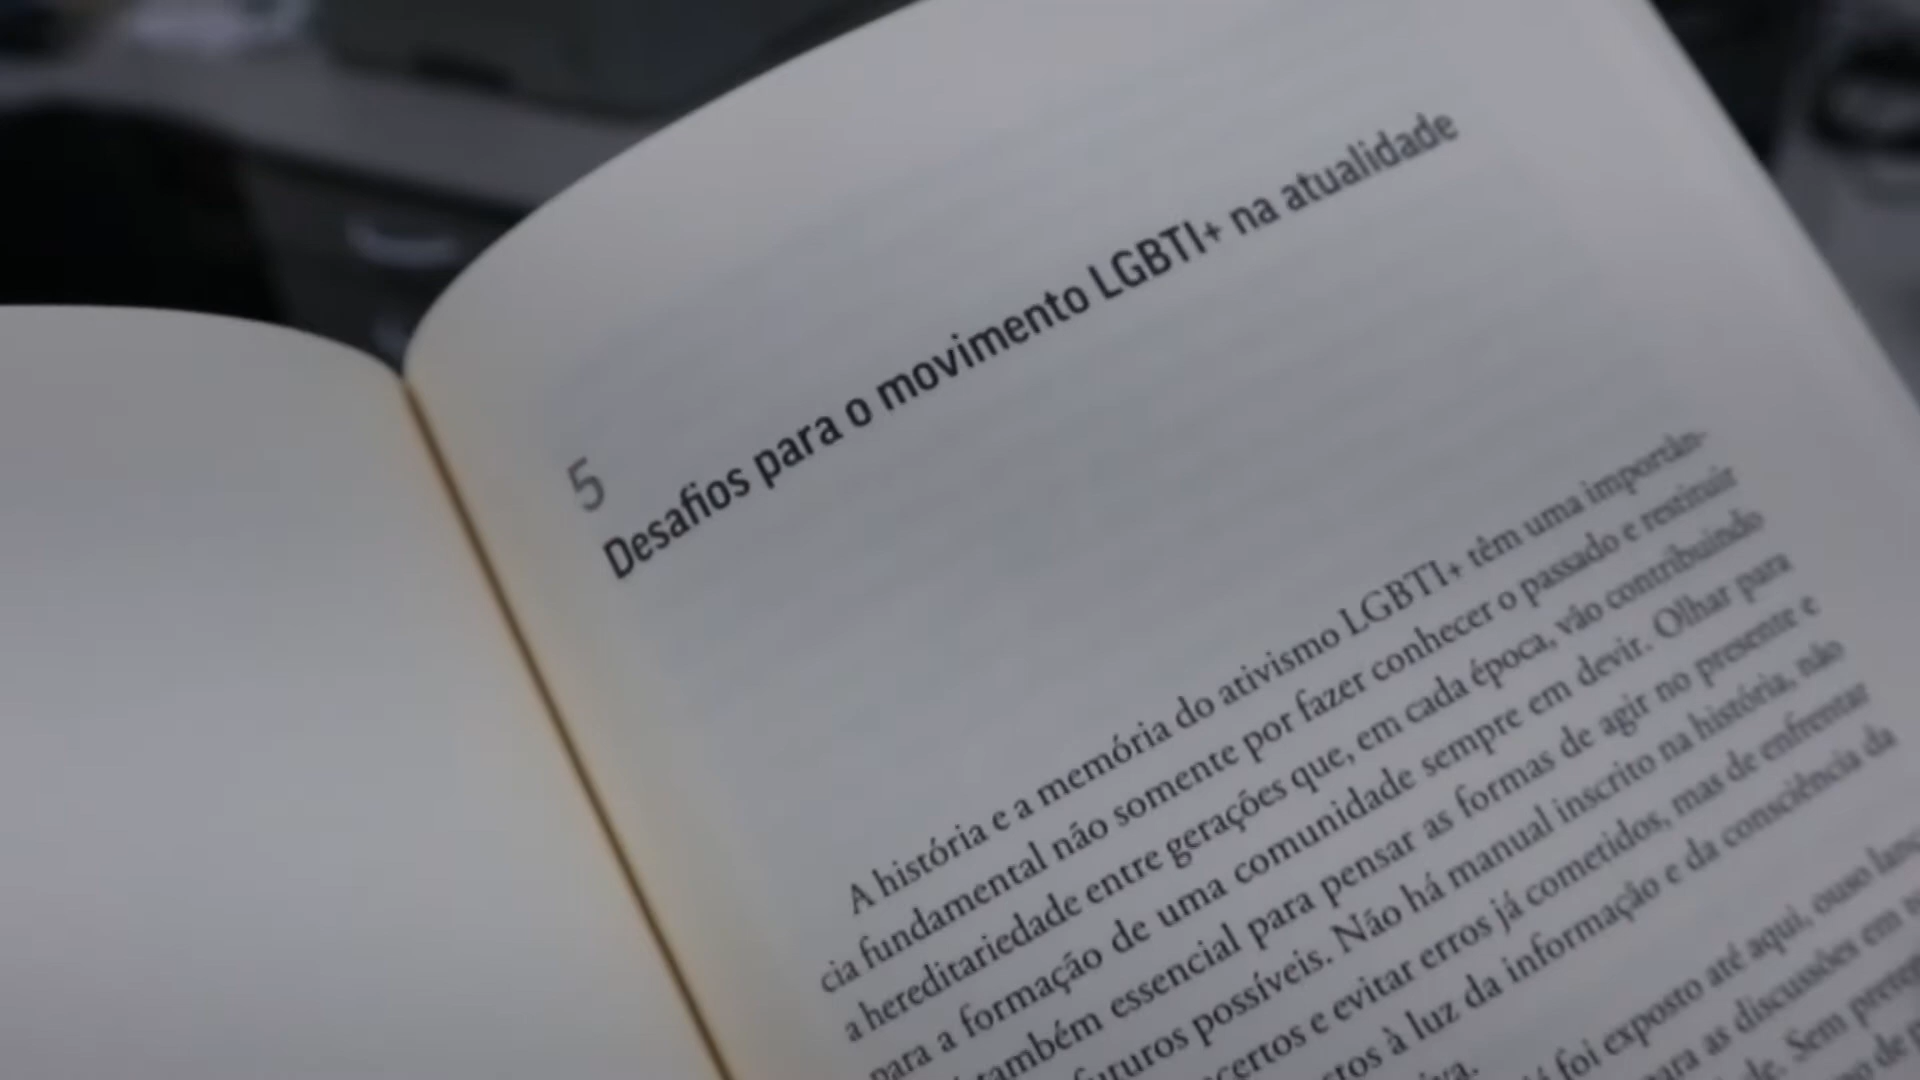 5
Desafios para o movimento LGBTI+ na atualidade
A história e a memória do ativismo LGBTI+ têm uma importân-
cia fundamental não somente por fazer conhecer o passado e restituir
a hereditariedade entre gerações que, em cada época, vão contribuindo
para a formação de uma comunidade sempre em devir. Olhar para
também essencial para pensar as formas de agir no presente e
futuros possíveis. Não há manual inscrito na história, não
certos e evitar erros já cometidos, mas de enfrentar
à luz da informação e da consciência da
foi exposto até aqui, ouso
para as discussões em
Sem